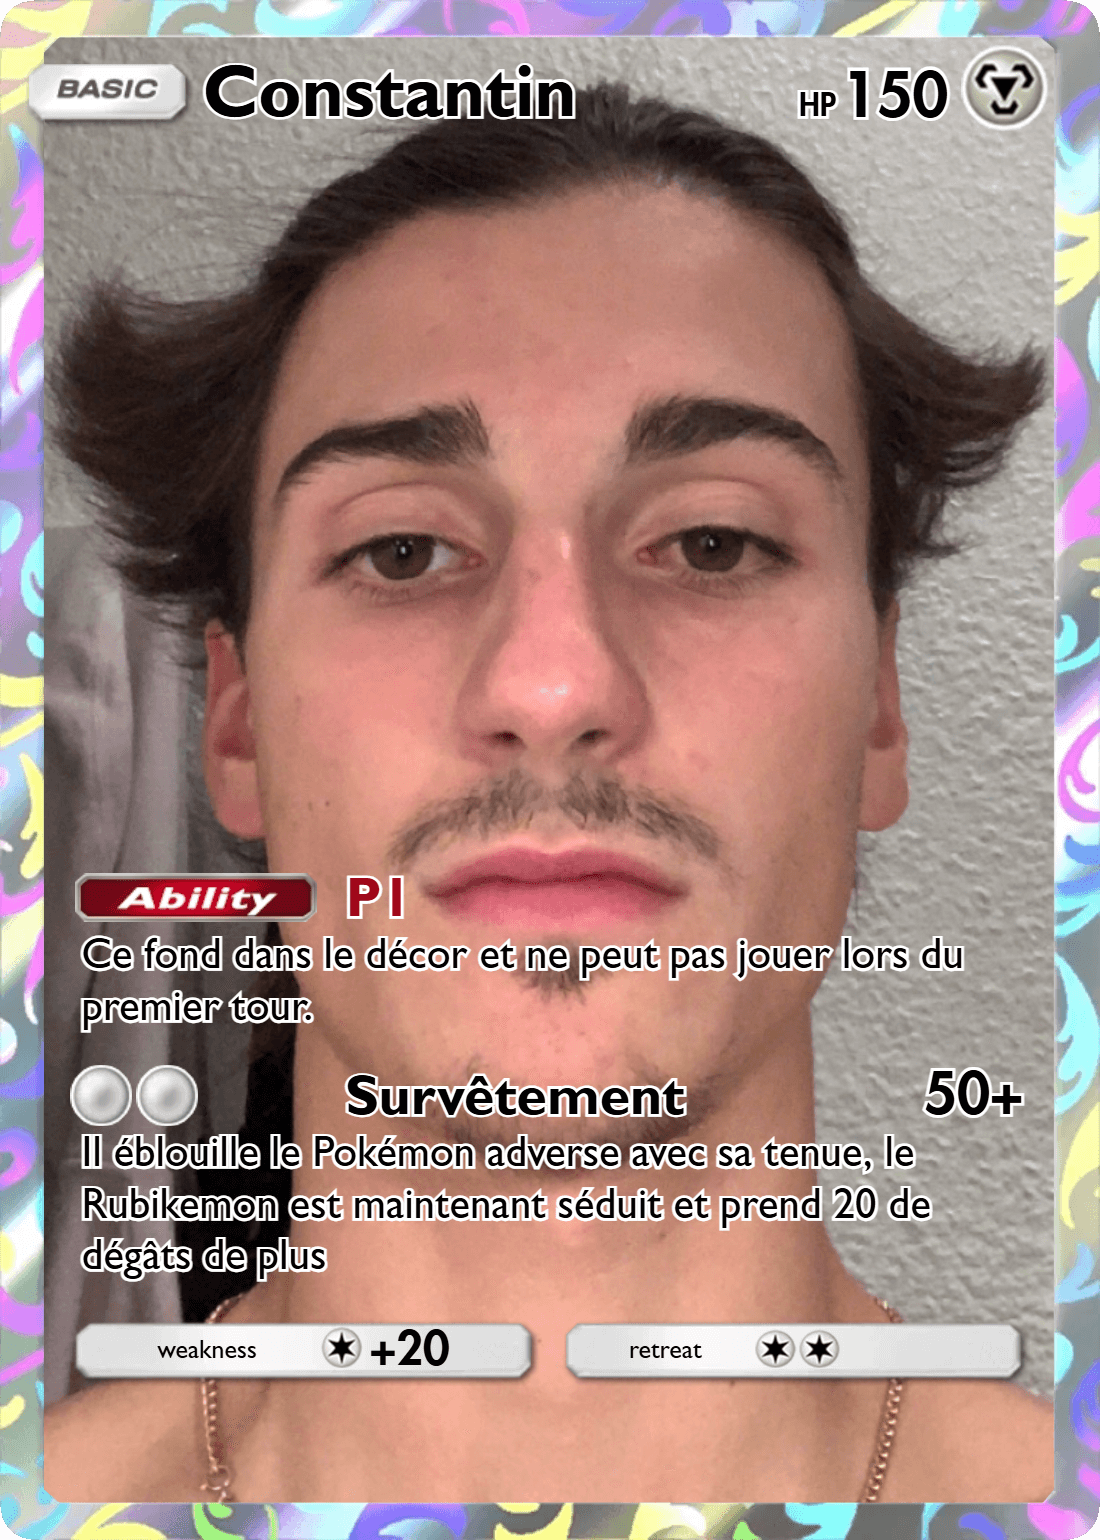 BASIC Constantin HP 150
Ability P I
Ce fond dans le décor et ne peut pas jouer lors du
premier tour.
Survêtement 50+
Il éblouille le Pokémon adverse avec sa tenue, le
Rubikemon est maintenant séduit et prend 20 de
dégâts de plus
weakness +20 retreat